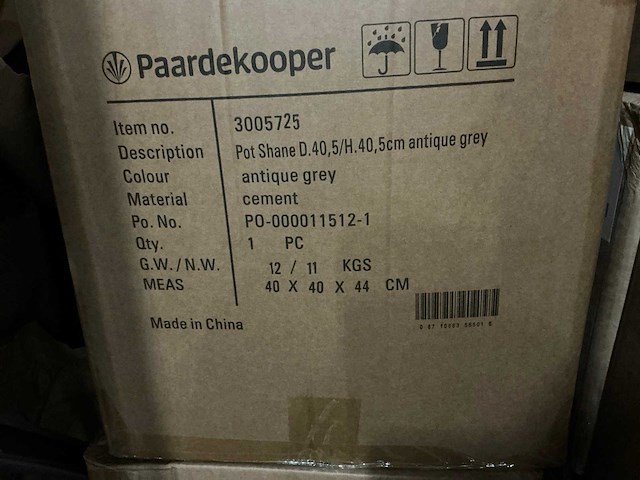 Paardekooper
Item no. 3005725
Description Pot Shane D.40,5/H.40,5cm antique grey
Colour antique grey
Material cement
Po. No. PO-000011512-1
Qty. 1 PC
G.W./N.W. 12 / 11 KGS
MEAS 40 X 40 X 44 CM
Made in China